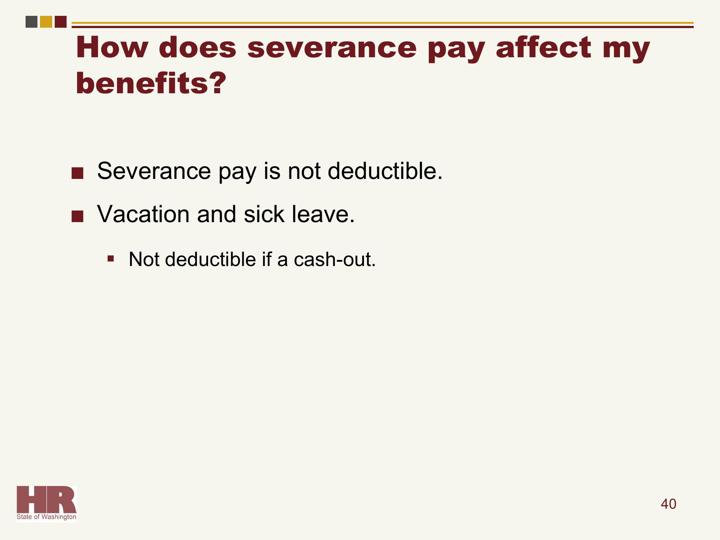 How does severance pay affect my
benefits?
■ Severance pay is not deductible.
■ Vacation and sick leave.
▪ Not deductible if a cash-out.
HR
State of Washington
40